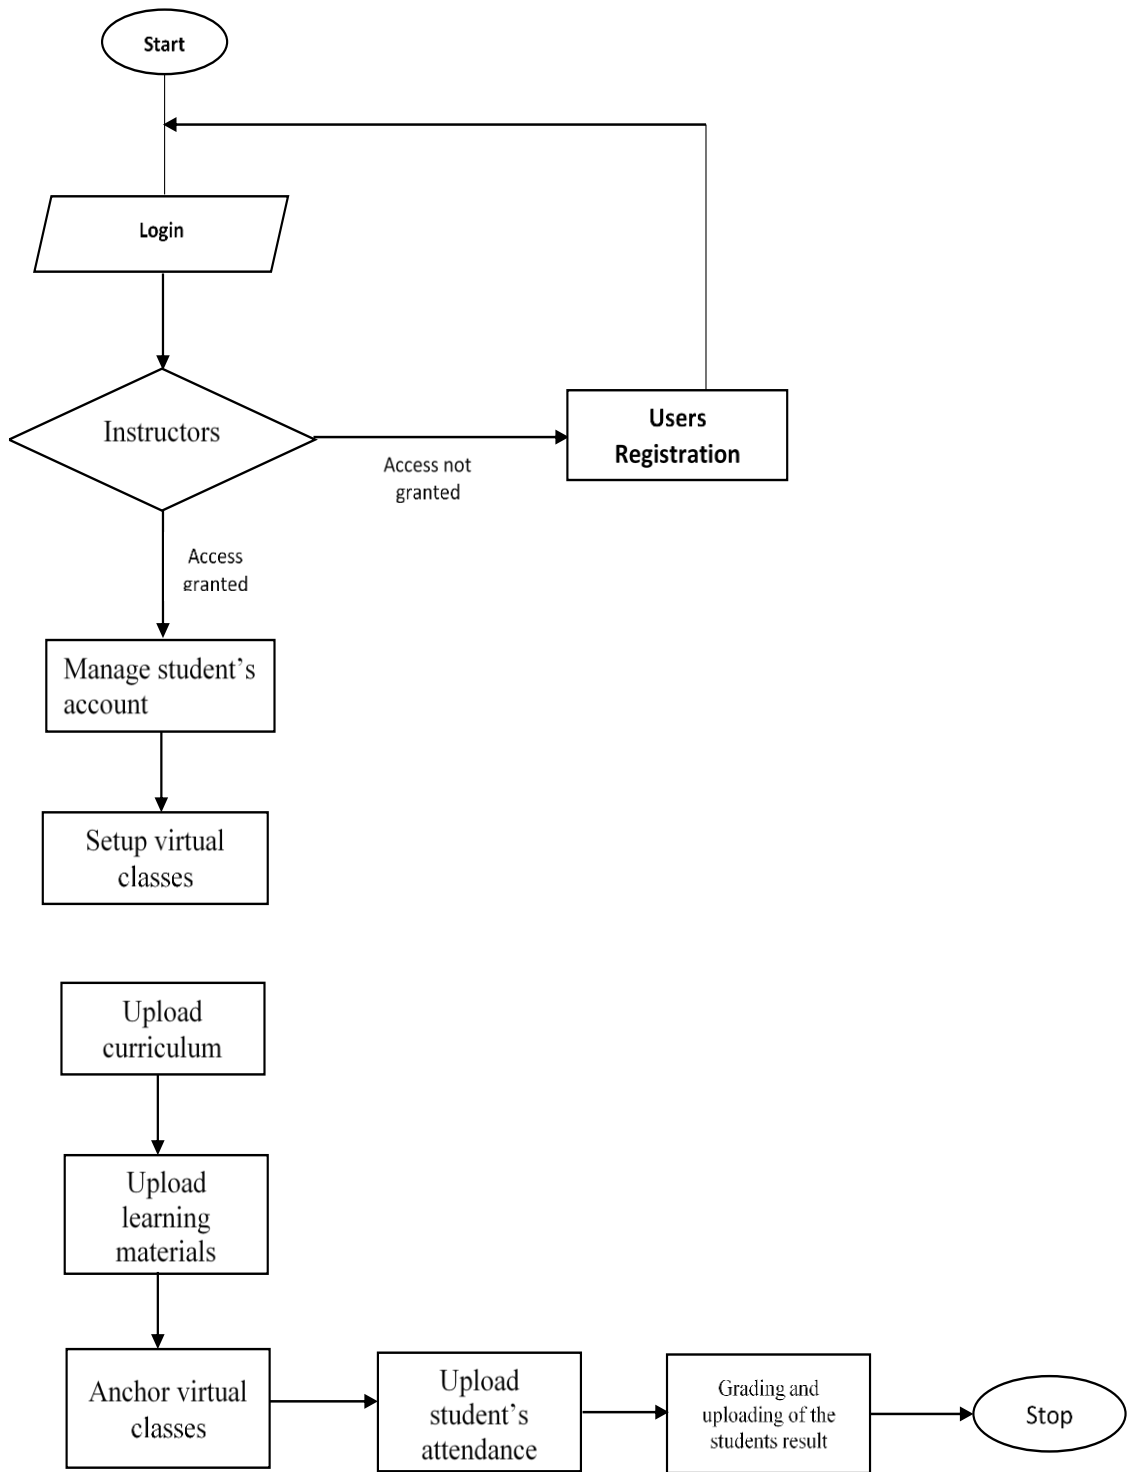 Start
Login
Instructors
Users
Registration
Access not
granted
Access
granted
Manage student’s
account
Setup virtual
classes
Upload
curriculum
Upload
learning
materials
Anchor virtual
classes
Upload
student’s
attendance
Grading and
uploading of the
students result
Stop